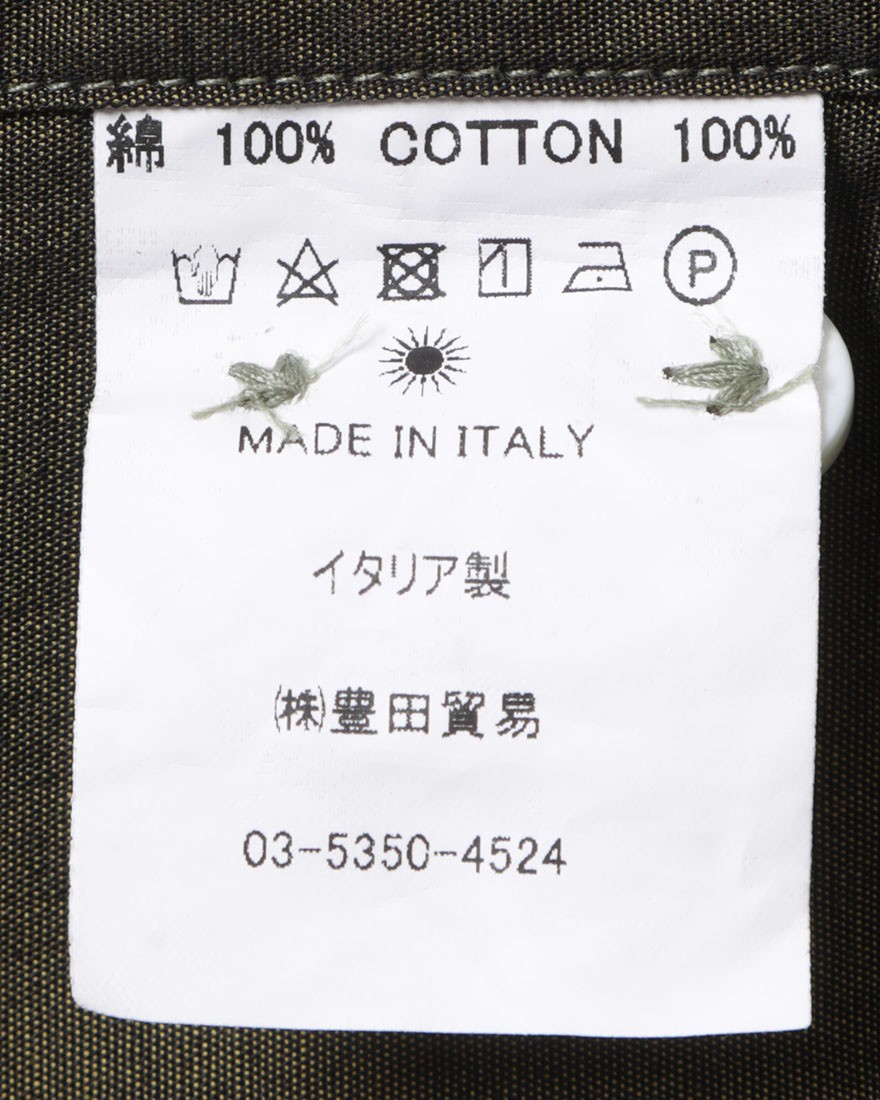 綿 100% COTTON 100%
P
MADE IN ITALY
イタリア製
㈱豊田貿易
03-5350-4524